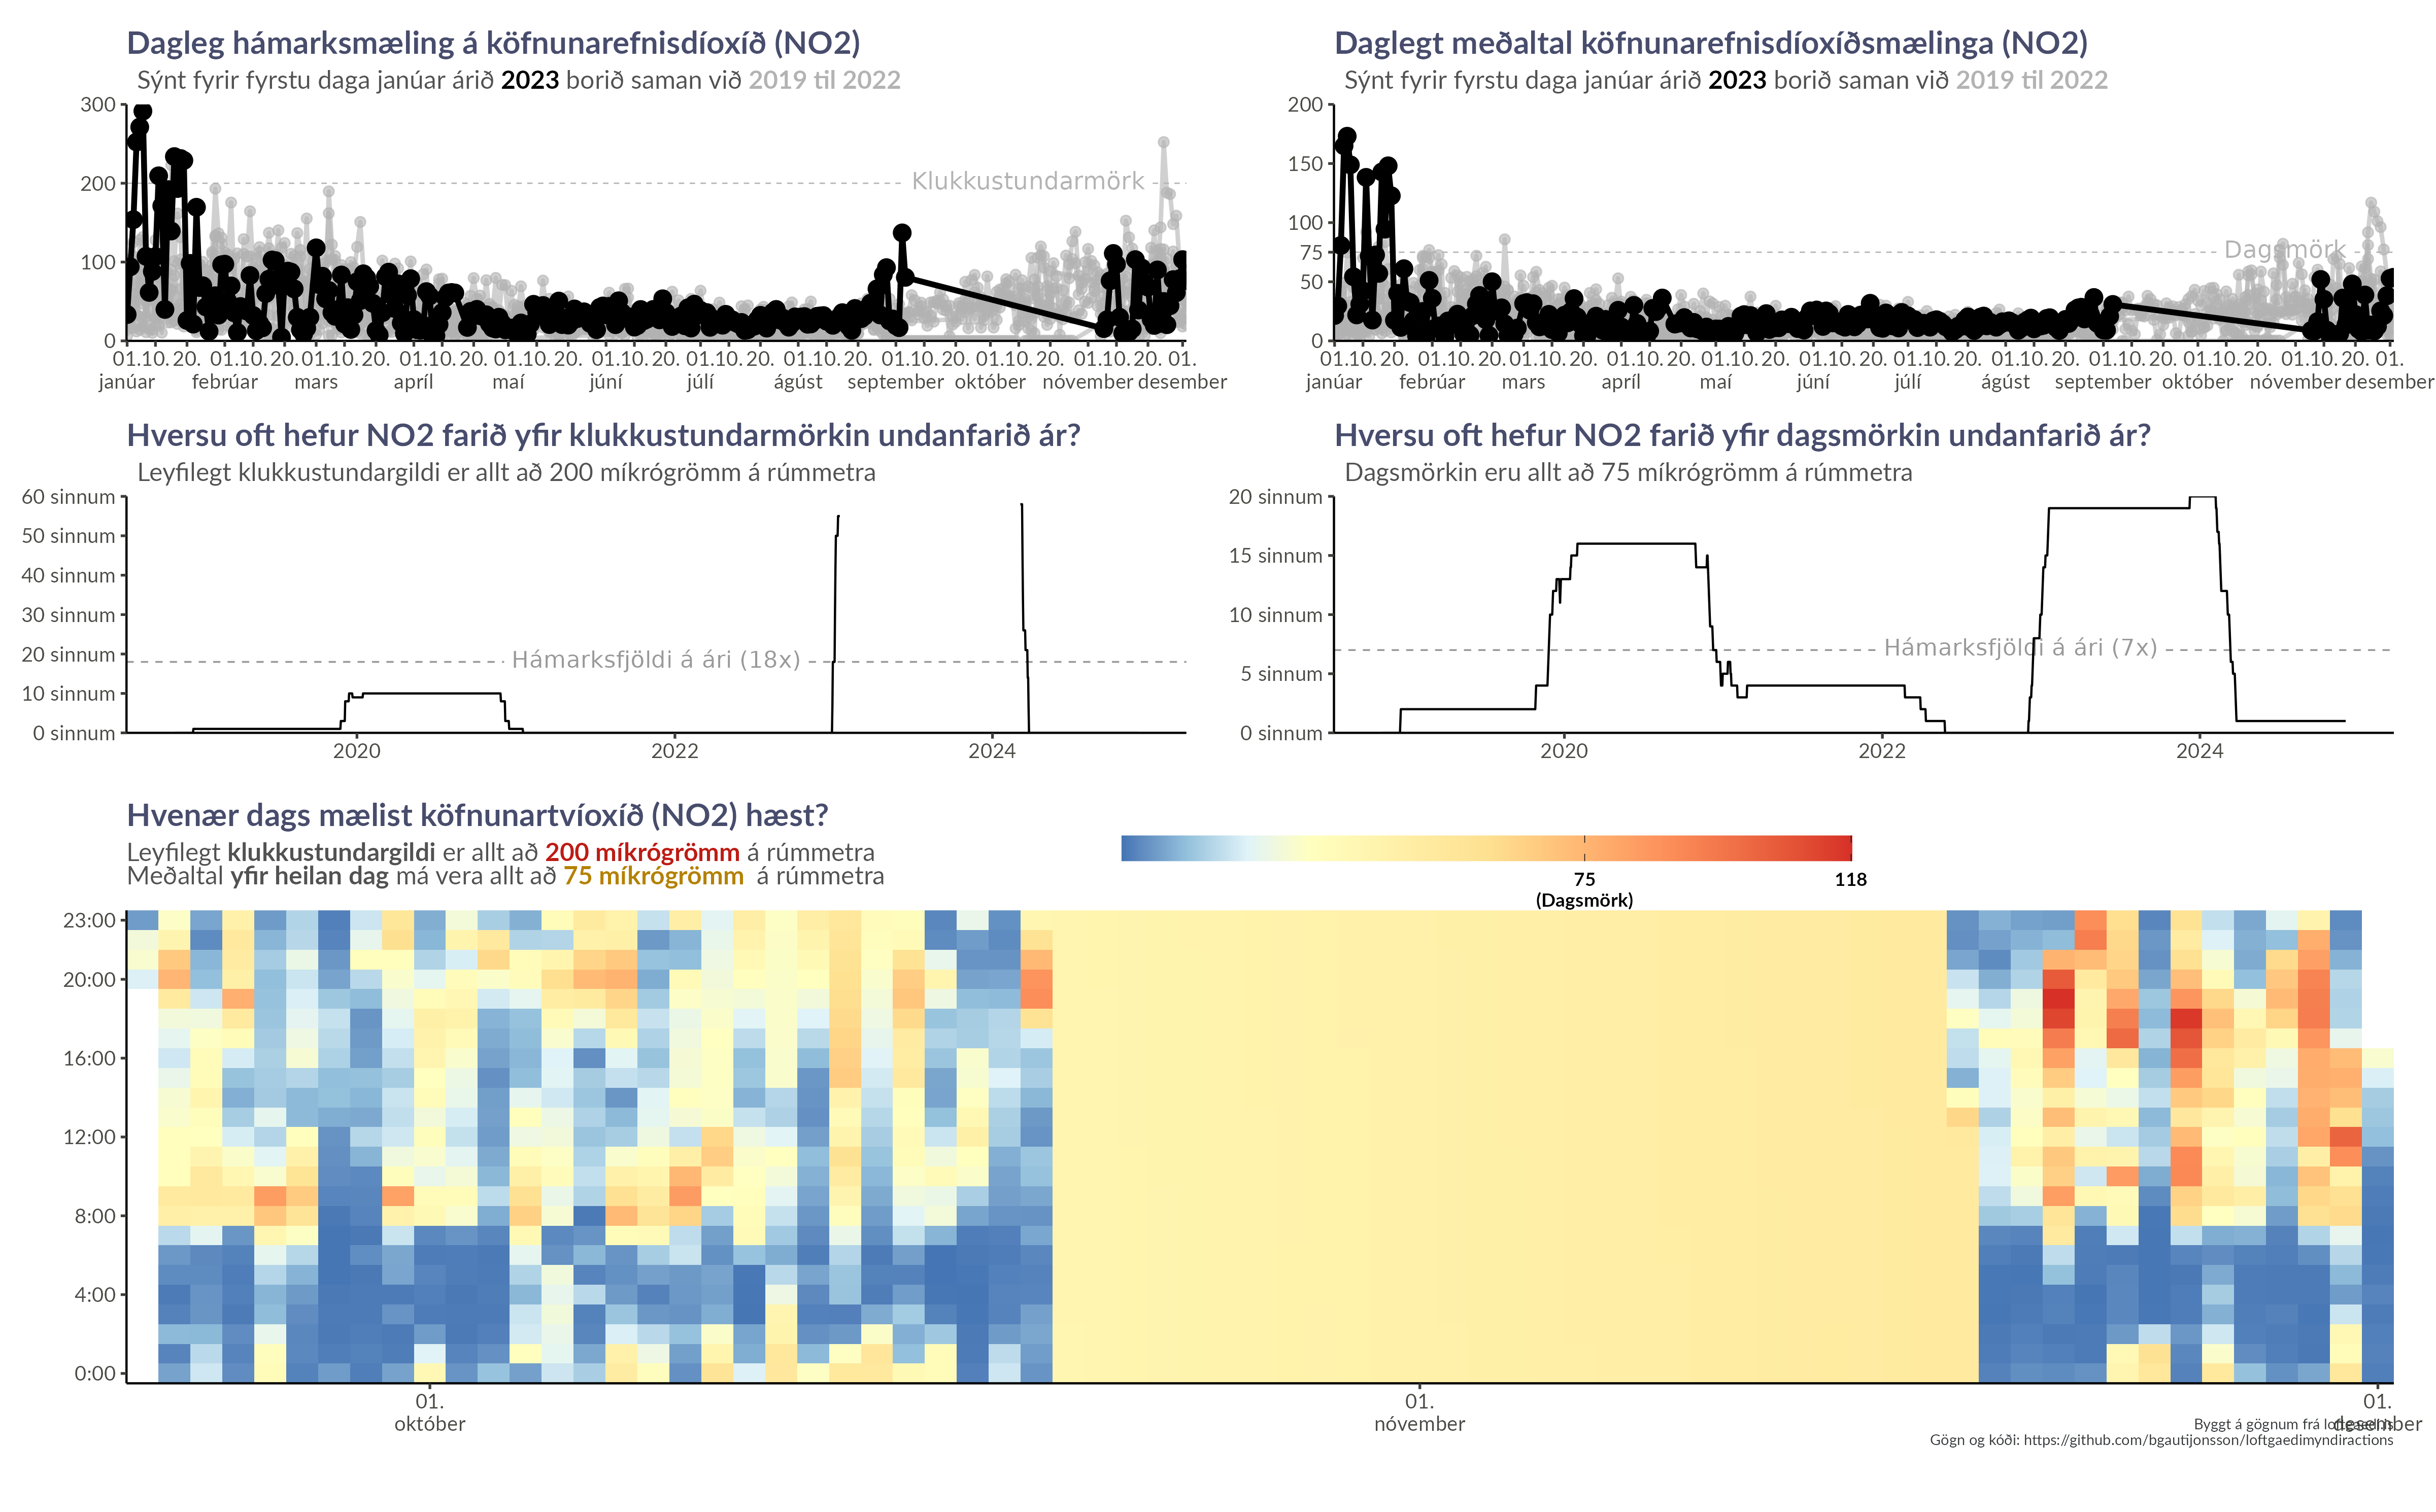 Dagleg hámarksmæling á köfnunarefnisdíoxíð (NO2)
Sýnt fyrir fyrstu daga janúar árið 2023 borið saman við 2019 til 2022
300
200
100
0
Klukkustundarmörk
01. 10. 20. 01. 10. 20. 01. 10. 20. 01. 10. 20. 01. 10. 20. 01. 10. 20. 01. 10. 20. 01. 10. 20. 01. 10. 20. 01. 10. 20. 01. 10. 20. 01.
janúar febrúar mars apríl maí júní júlí ágúst september október nóvember desember
Daglegt meðaltal köfnunarefnisdíoxíðsmælinga (NO2)
Sýnt fyrir fyrstu daga janúar árið 2023 borið saman við 2019 til 2022
200
150
100
75
50
0
Dagsmörk
01. 10. 20. 01. 10. 20. 01. 10. 20. 01. 10. 20. 01. 10. 20. 01. 10. 20. 01. 10. 20. 01. 10. 20. 01. 10. 20. 01. 10. 20. 01. 10. 20. 01.
janúar febrúar mars apríl maí júní júlí ágúst september október nóvember desember
Hversu oft hefur NO2 farið yfir klukkustundarmörkin undanfarið ár?
Leyfilegt klukkustundargildi er allt að 200 míkrógrömm á rúmmetra
60 sinnum
50 sinnum
40 sinnum
30 sinnum
20 sinnum
10 sinnum
0 sinnum
Hámarksfjöldi á ári (18x)
2020 2022 2024
Hversu oft hefur NO2 farið yfir dagsmörkin undanfarið ár?
Dagsmörkin eru allt að 75 míkrógrömm á rúmmetra
20 sinnum
15 sinnum
10 sinnum
5 sinnum
0 sinnum
Hámarksfjöldi á ári (7x)
2020 2022 2024
Hvenær dags mælist köfnunartvíoxíð (NO2) hæst?
Leyfilegt klukkustundargildi er allt að 200 míkrógrömm á rúmmetra
Meðaltal yfir heilan dag má vera allt að 75 míkrógrömm á rúmmetra
75 118
(Dagsmörk)
23:00
20:00
16:00
12:00
8:00
4:00
0:00
01. 01. 01.
október nóvember desember
Byggt á gögnum frá loftgaedi.is
Gögn og kóði: https://github.com/bgautijonsson/loftgaedimyndiractions